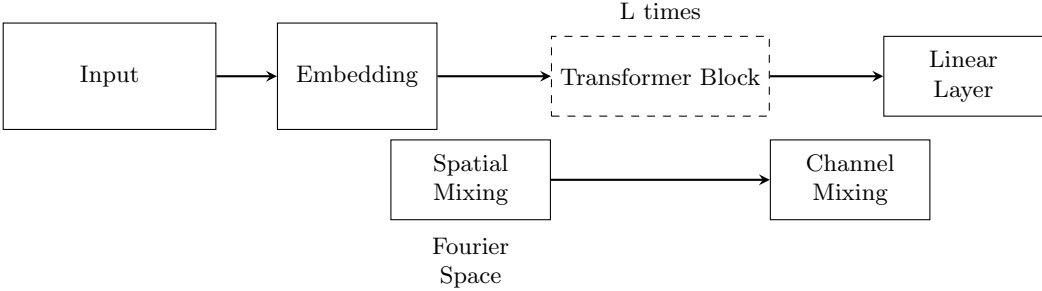 L times
Input
Embedding
Transformer Block
Linear
Layer
Spatial
Mixing
Channel
Mixing
Fourier
Space